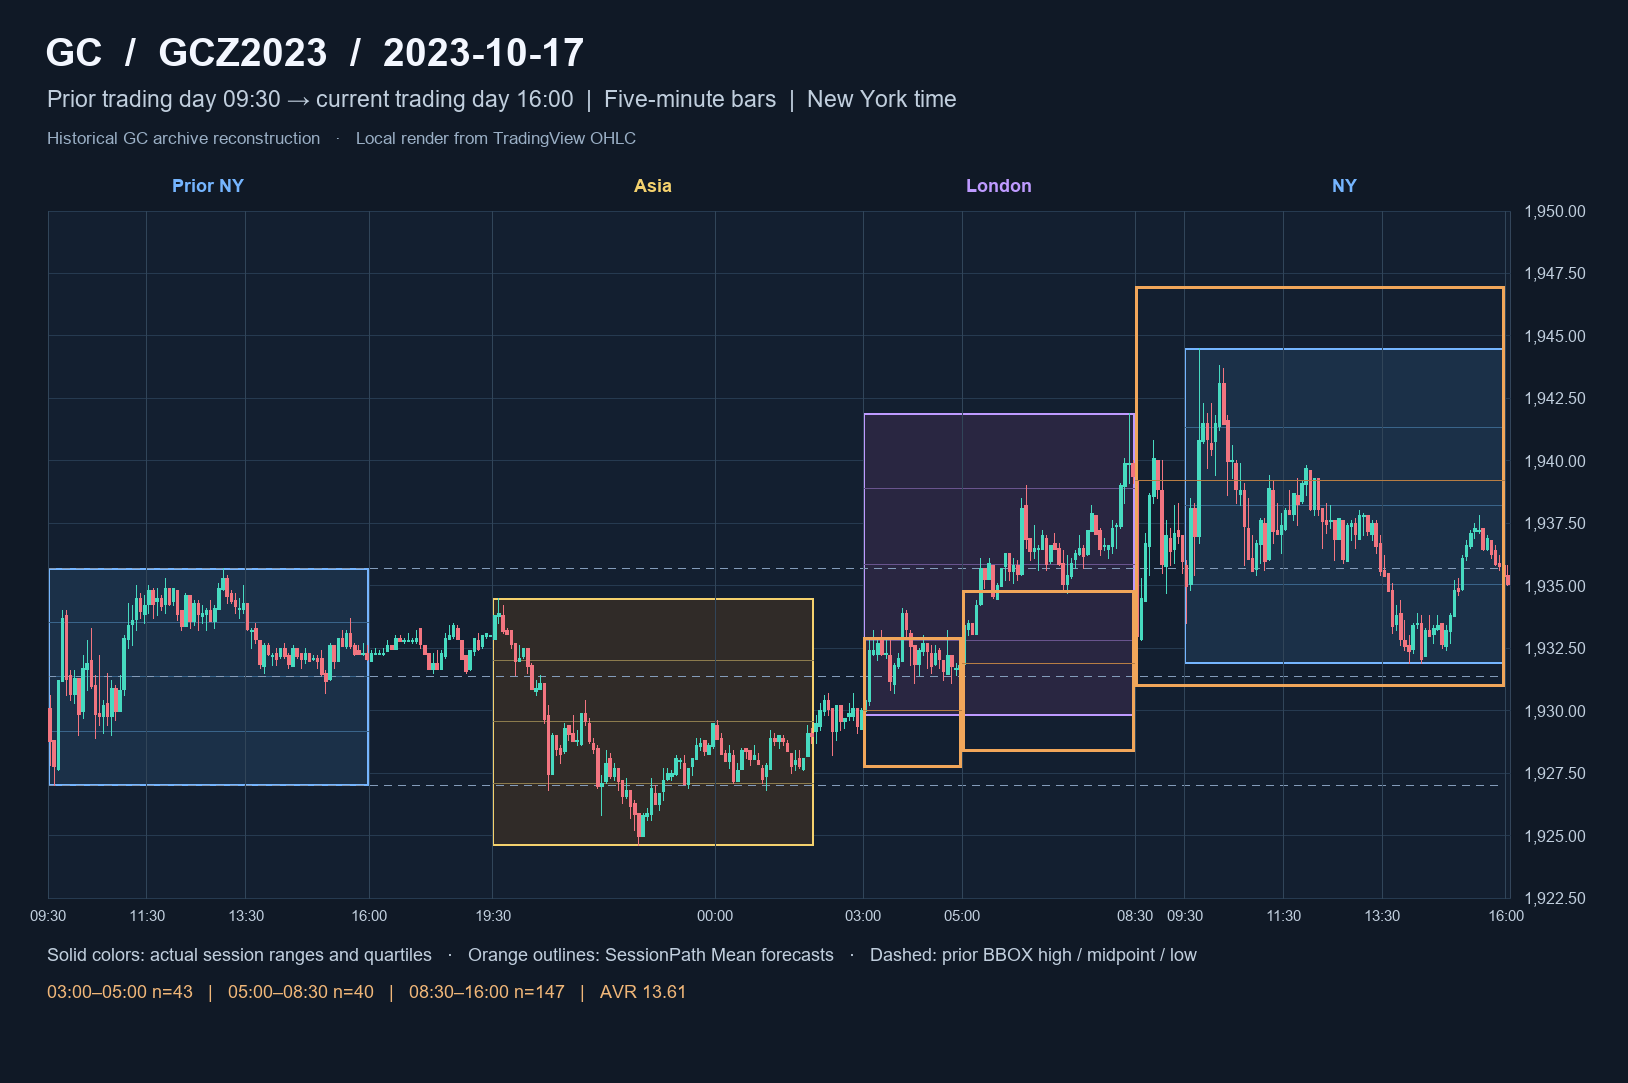 GC / GCZ2023 / 2023-10-17
Prior trading day 09:30 → current trading day 16:00 | Five-minute bars | New York time
Historical GC archive reconstruction · Local render from TradingView OHLC
Prior NY Asia London NY
1,950.00
1,947.50
1,945.00
1,942.50
1,940.00
1,937.50
1,935.00
1,932.50
1,930.00
1,927.50
1,925.00
1,922.50
09:30 11:30 13:30 16:00 19:30 00:00 03:00 05:00 08:30 09:30 11:30 13:30 16:00
Solid colors: actual session ranges and quartiles · Orange outlines: SessionPath Mean forecasts · Dashed: prior BBOX high / midpoint / low
03:00–05:00 n=43 | 05:00–08:30 n=40 | 08:30–16:00 n=147 | AVR 13.61